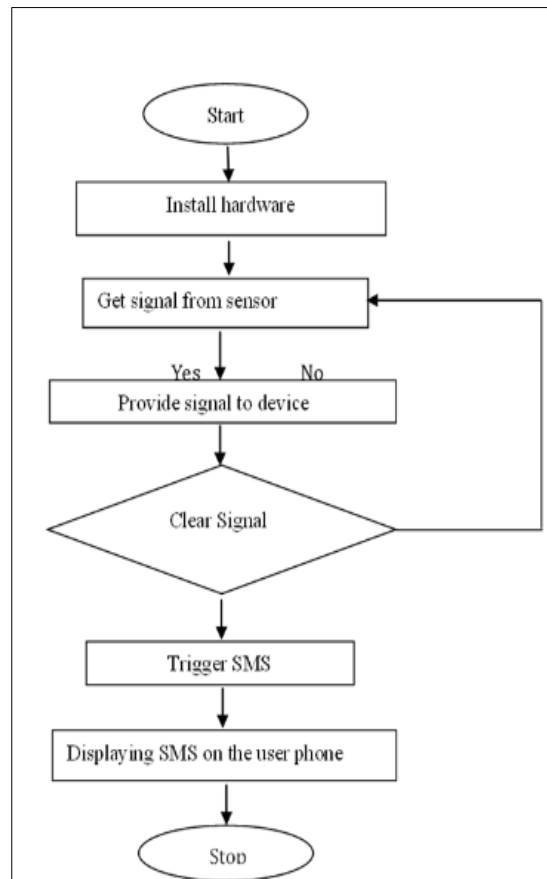 Start
Install hardware
Get signal from sensor
Yes No
Provide signal to device
Clear Signal
Trigger SMS
Displaying SMS on the user phone
Stop